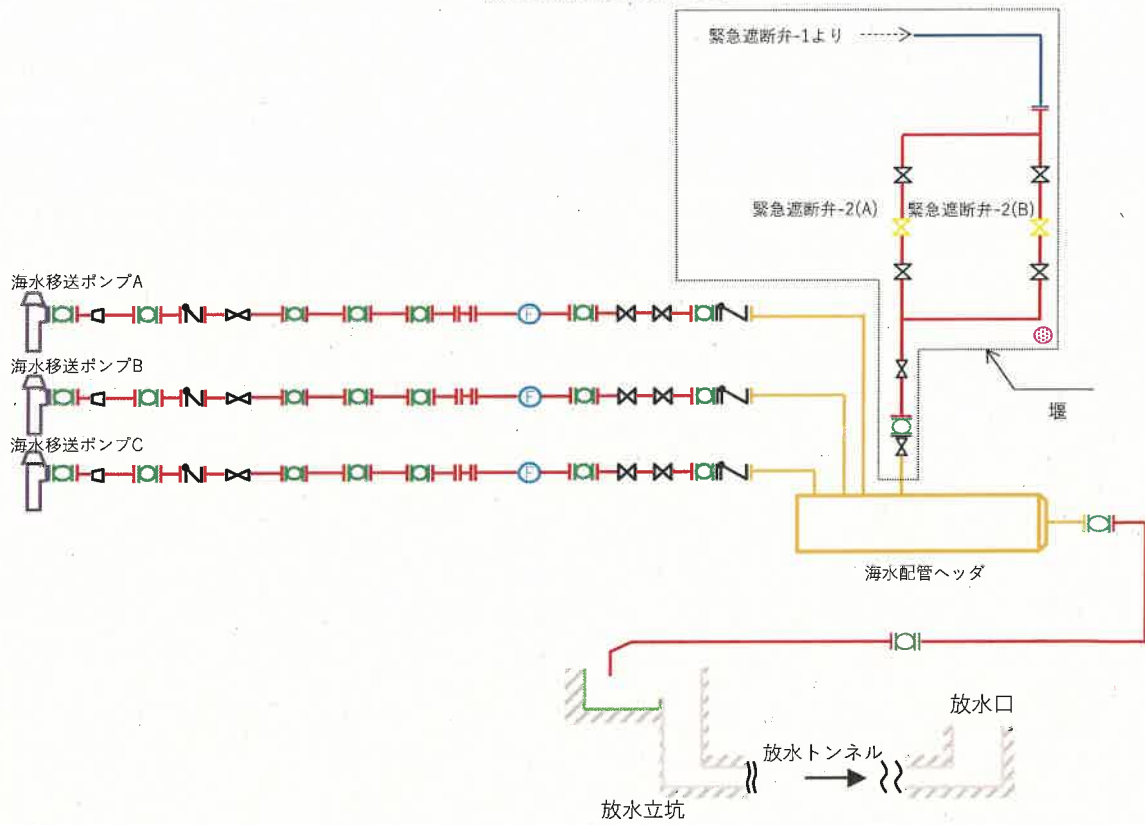 緊急遮断弁-1より
緊急遮断弁-2(A)
緊急遮断弁-2(B)
海水移送ポンプA
F
海水移送ポンプB
F
堰
海水移送ポンプC
F
海水配管ヘッダ
放水口
放水トンネル
放水立坑